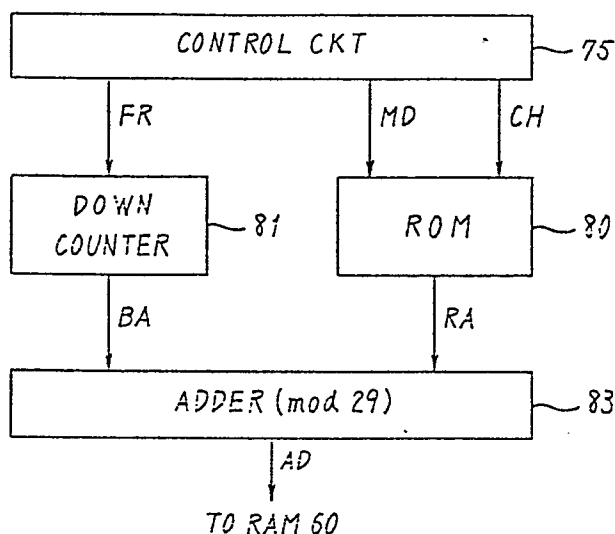 CONTROL CKT
75
FR
MD
CH
DOWN
COUNTER
81
ROM
80
BA
RA
ADDER (mod 29)
83
AD
TO RAM 60